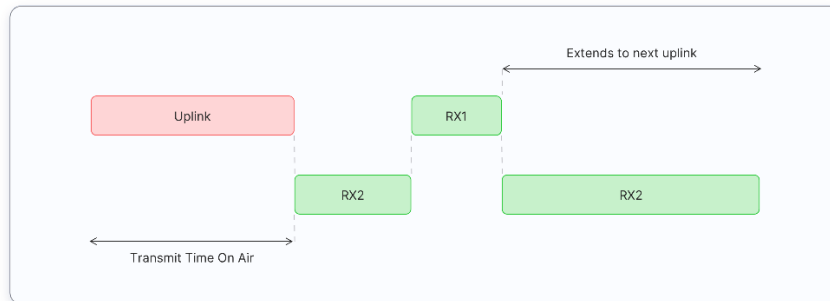 Extends to next uplink
Uplink
RX1
RX2
RX2
Transmit Time On Air